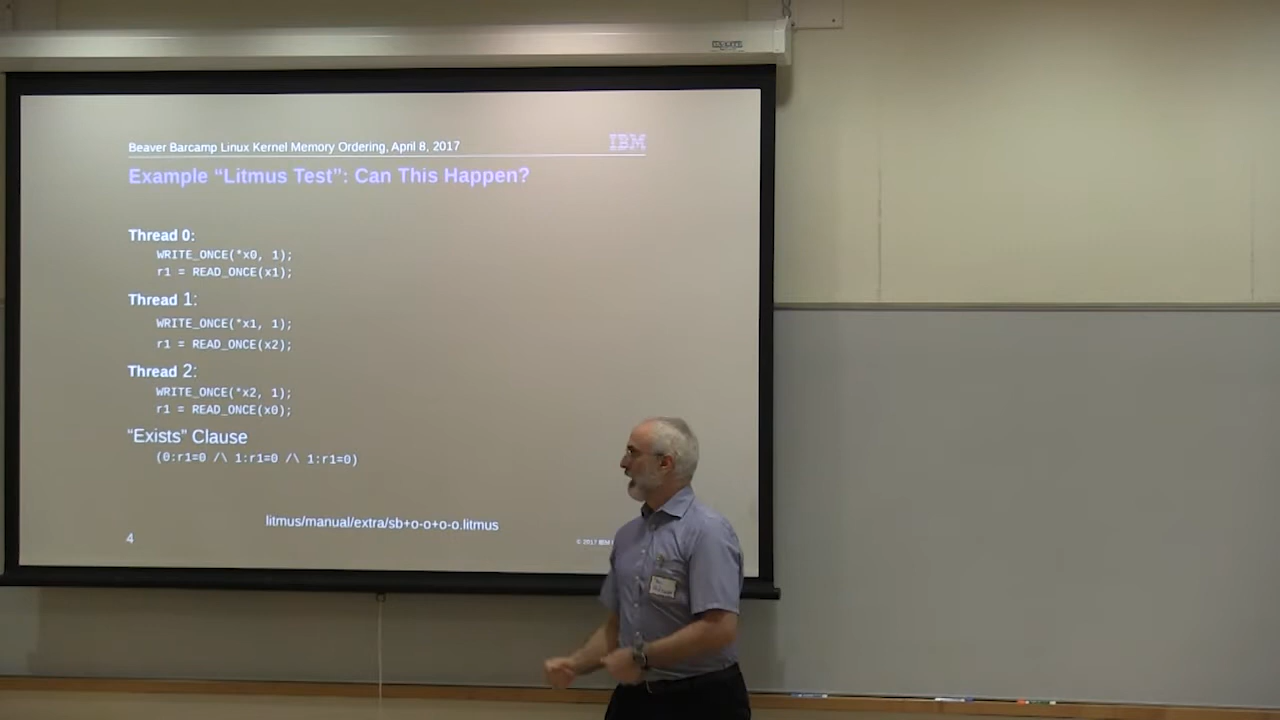 Beaver Barcamp Linux Kernel Memory Ordering, April 8, 2017
IBM
Example “Litmus Test”: Can This Happen?
Thread 0:
WRITE_ONCE(*x0, 1);
r1 = READ_ONCE(x1);
Thread 1:
WRITE_ONCE(*x1, 1);
r1 = READ_ONCE(x2);
Thread 2:
WRITE_ONCE(*x2, 1);
r1 = READ_ONCE(x0);
“Exists” Clause
(0:r1=0 /\ 1:r1=0 /\ 1:r1=0)
litmus/manual/extra/sb+o-o+o-o.litmus
4
© 2017 IBM